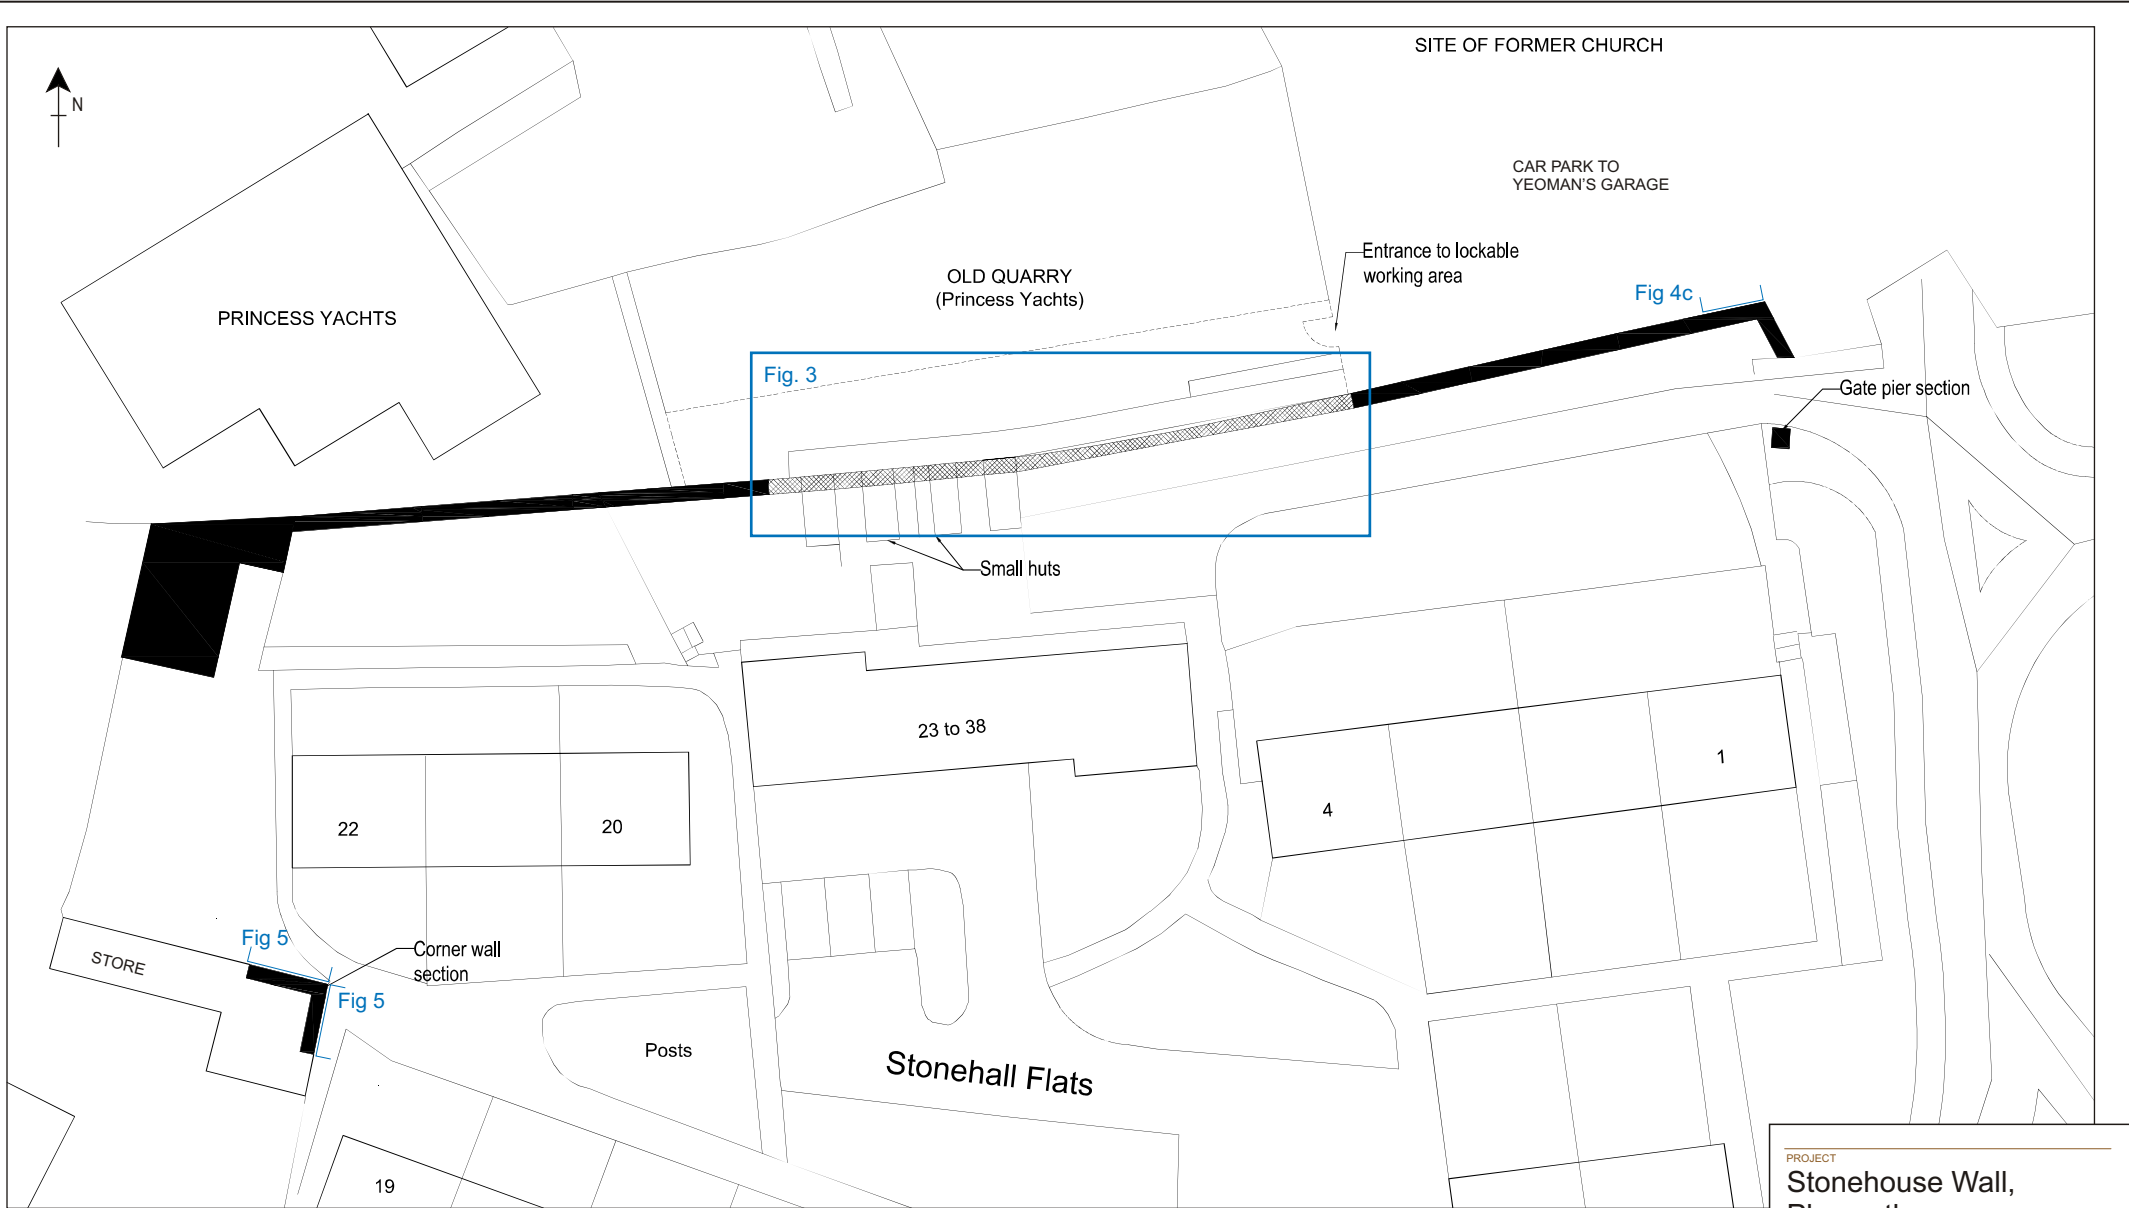 SITE OF FORMER CHURCH
N
CAR PARK TO
YEOMAN'S GARAGE
Entrance to lockable
working area
OLD QUARRY
(Princess Yachts)
Fig 4c
PRINCESS YACHTS
Fig. 3
Gate pier section
Small huts
23 to 38
1
4
22
20
Fig 5
Corner wall
section
STORE
Fig 5
Posts
Stonehall Flats
19
PROJECT
Stonehouse Wall,